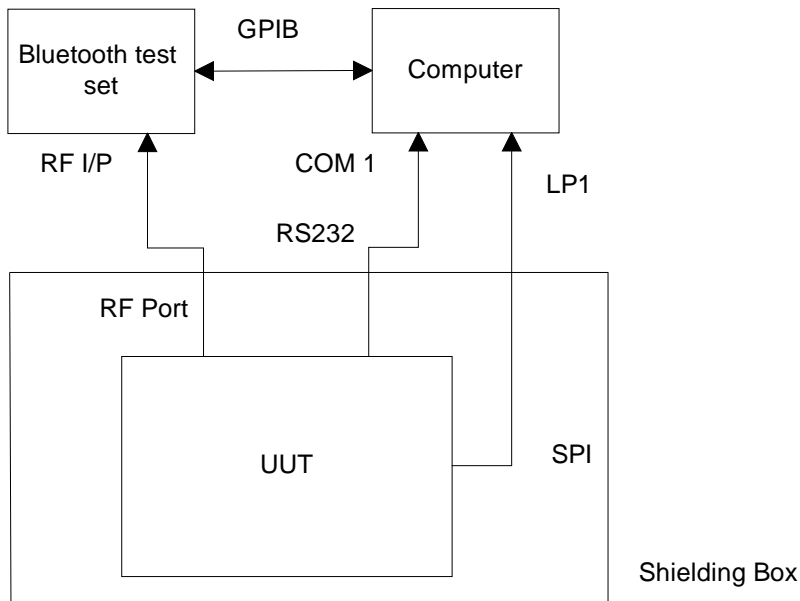 GPIB
Bluetooth test
set
Computer
RF I/P
COM 1
LP1
RS232
RF Port
UUT
SPI
Shielding Box